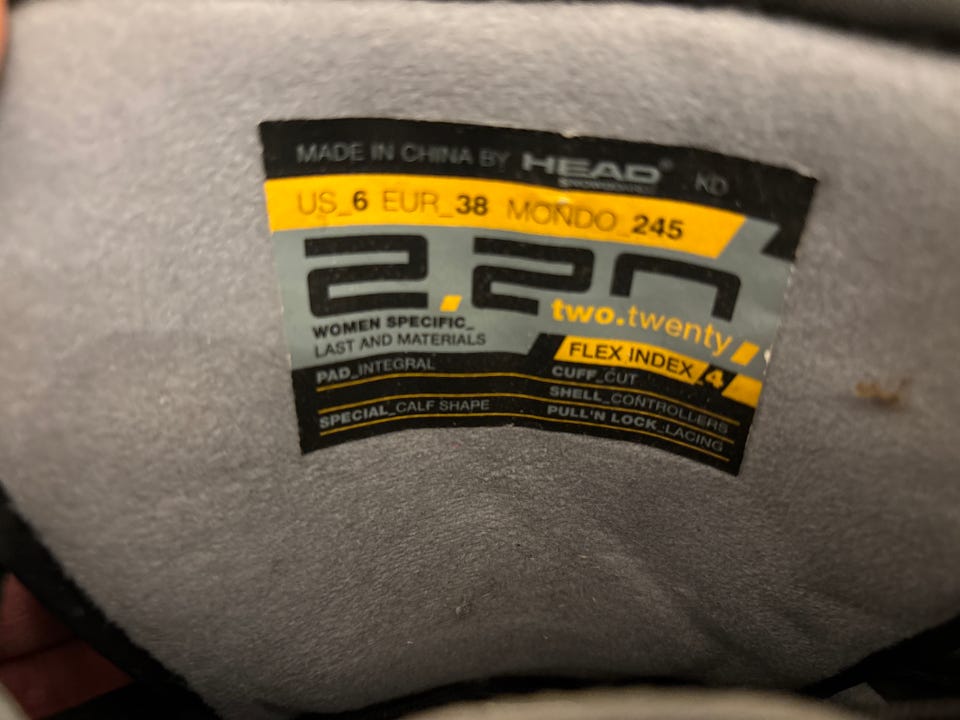 MADE IN CHINA BY HEAD® KD
SNOWBOARDS
US_6 EUR_38 MONDO_245
2.20
two.twenty
WOMEN SPECIFIC_
LAST AND MATERIALS
FLEX INDEX 4
PAD_INTEGRAL
CUFF_CUT
SHELL_CONTROLLERS
SPECIAL_CALF SHAPE
PULL'N LOCK_LACING